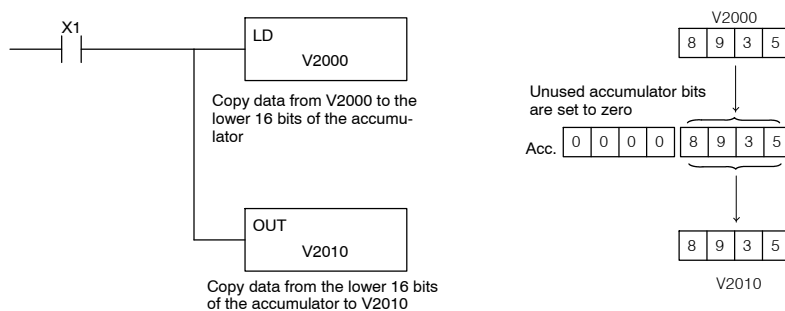 X1
LD
V2000
Copy data from V2000 to the
lower 16 bits of the accumu-
lator
OUT
V2010
Copy data from the lower 16 bits
of the accumulator to V2010
V2000
8 9 3 5
Unused accumulator bits
are set to zero
Acc. 0 0 0 0 8 9 3 5
8 9 3 5
V2010